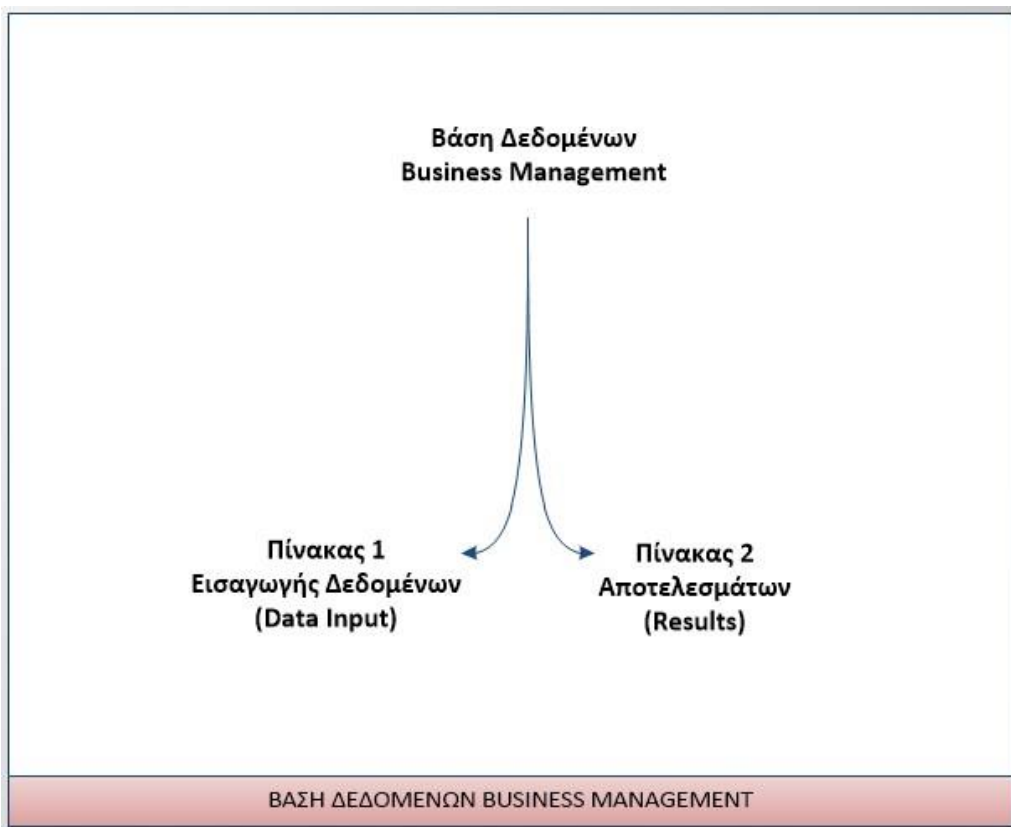 Βάση Δεδομένων
Business Management
Πίνακας 1
Εισαγωγής Δεδομένων
(Data Input)
Πίνακας 2
Αποτελεσμάτων
(Results)
ΒΑΣΗ ΔΕΔΟΜΕΝΩΝ BUSINESS MANAGEMENT